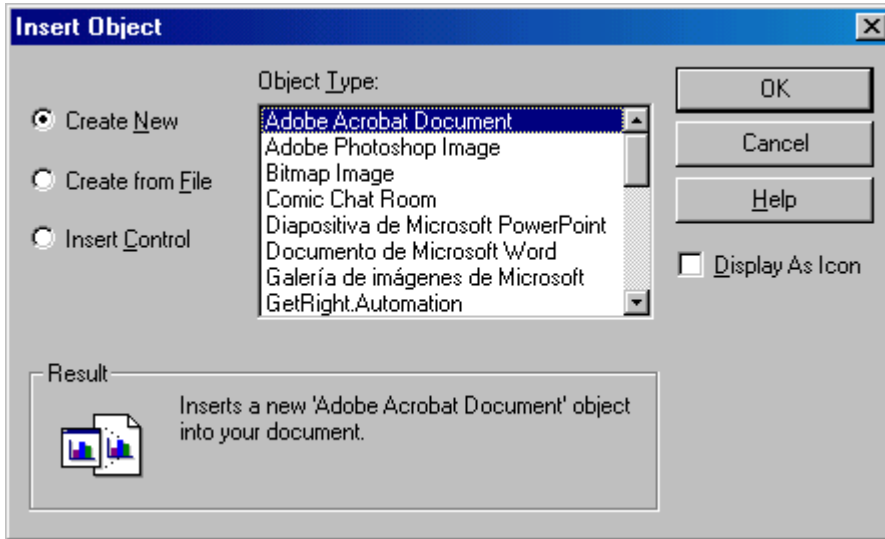 Insert Object
Create New
Create from File
Insert Control
Object Type:
Adobe Acrobat Document
Adobe Photoshop Image
Bitmap Image
Comic Chat Room
Diapositiva de Microsoft PowerPoint
Documento de Microsoft Word
Galería de imágenes de Microsoft
GetRight.Automation
OK
Cancel
Help
Display As Icon
Result
Inserts a new 'Adobe Acrobat Document' object
into your document.